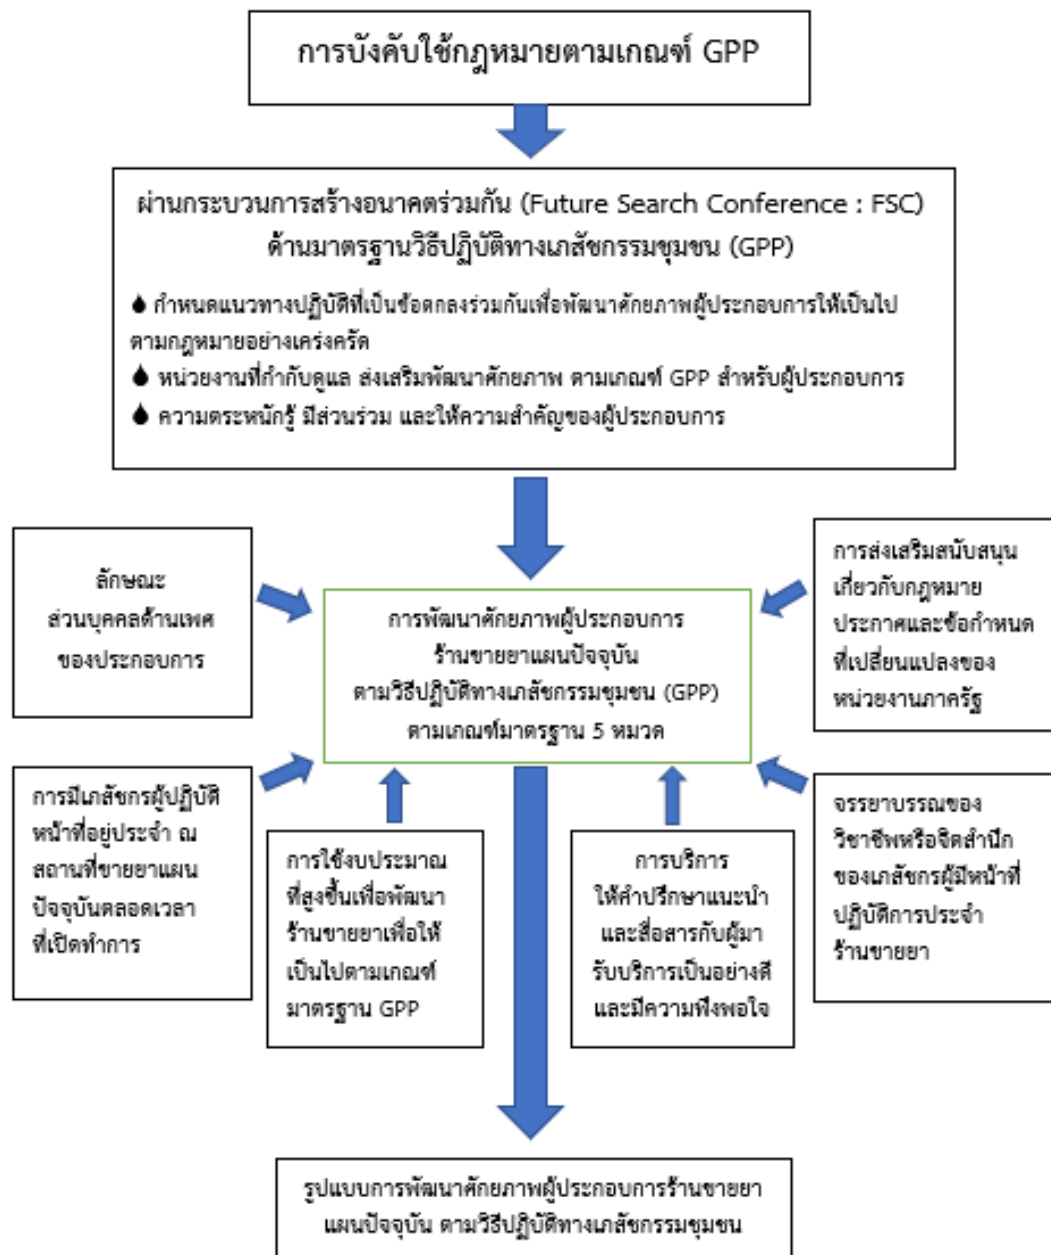 การบังคับใช้กฎหมายตามเกณฑ์ GPP
ผ่านกระบวนการสร้างอนาคตร่วมกัน (Future Search Conference : FSC)
ด้านมาตรฐานวิธีปฏิบัติทางเภสัชกรรมชุมชน (GPP)
กำหนดแนวทางปฏิบัติที่เป็นข้อตกลงร่วมกันเพื่อพัฒนาศักยภาพผู้ประกอบการให้เป็นไป
ตามกฎหมายอย่างเคร่งครัด
หน่วยงานที่กำกับดูแล ส่งเสริมพัฒนาศักยภาพ ตามเกณฑ์ GPP สำหรับผู้ประกอบการ
ความตระหนักรู้ มีส่วนร่วม และให้ความสำคัญของผู้ประกอบการ
ลักษณะ
ส่วนบุคคลด้านเพศ
ของประกอบการ
การพัฒนาศักยภาพผู้ประกอบการ
ร้านขายยาแผนปัจจุบัน
ตามวิธีปฏิบัติทางเภสัชกรรมชุมชน (GPP)
ตามเกณฑ์มาตรฐาน 5 หมวด
การส่งเสริมสนับสนุน
เกี่ยวกับกฎหมาย
ประกาศและข้อกำหนด
ที่เปลี่ยนแปลงของ
หน่วยงานภาครัฐ
การมีเภสัชกรผู้ปฏิบัติ
หน้าที่อยู่ประจำ ณ
สถานที่ขายยาแผน
ปัจจุบันตลอดเวลา
ที่เปิดทำการ
การใช้งบประมาณ
ที่สูงขึ้นเพื่อพัฒนา
ร้านขายยาเพื่อให้
เป็นไปตามเกณฑ์
มาตรฐาน GPP
การบริการ
ให้คำปรึกษาแนะนำ
และสื่อสารกับผู้มา
รับบริการเป็นอย่างดี
และมีความพึงพอใจ
จรรยาบรรณของ
วิชาชีพหรือจิตสำนึก
ของเภสัชกรผู้มีหน้าที่
ปฏิบัติการประจำ
ร้านขายยา
รูปแบบการพัฒนาศักยภาพผู้ประกอบการร้านขายยา
แผนปัจจุบัน ตามวิธีปฏิบัติทางเภสัชกรรมชุมชน